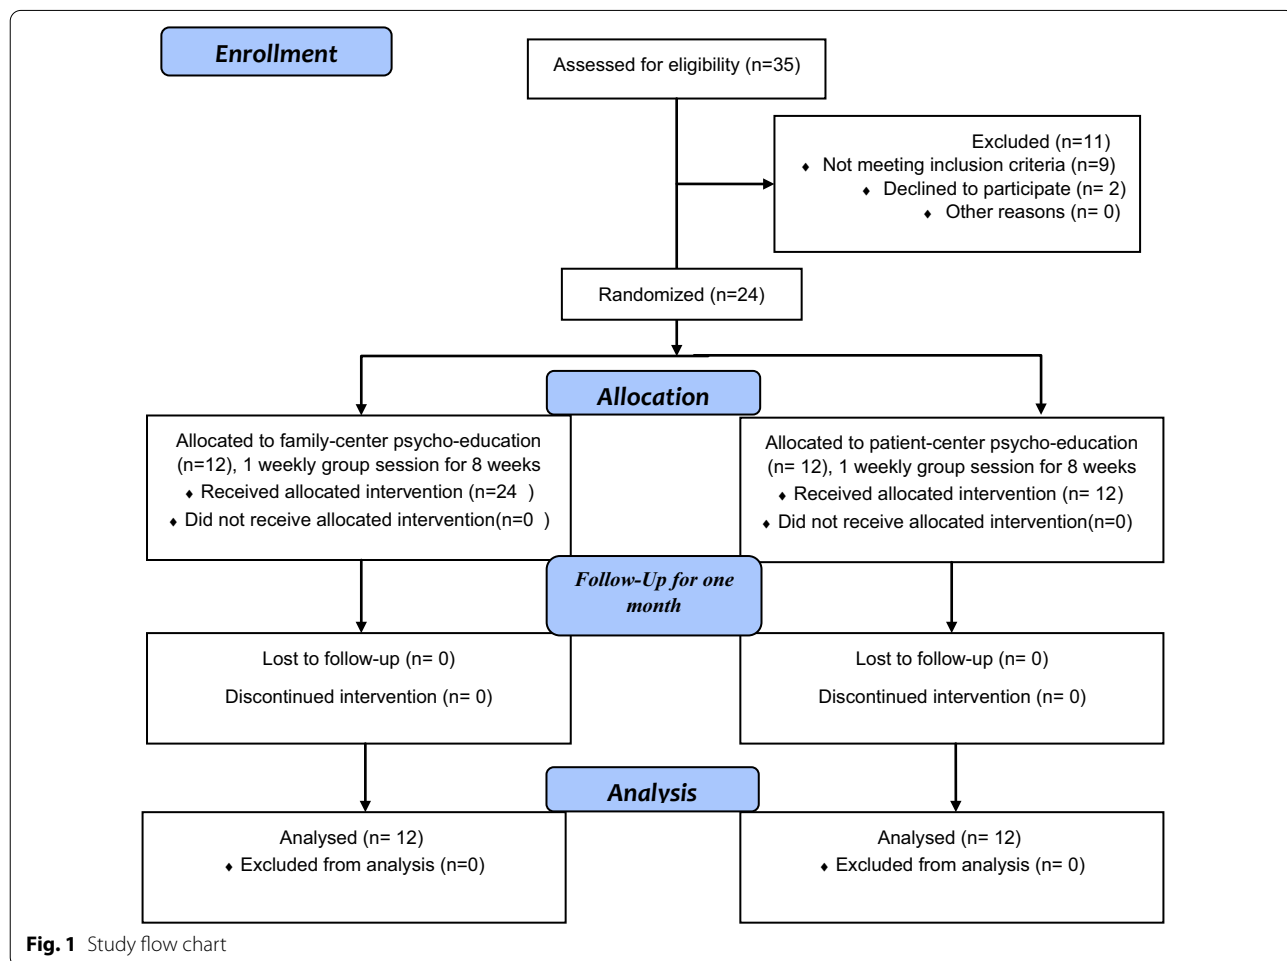 Enrollment
Assessed for eligibility (n=35)
Excluded (n=11)
♦ Not meeting inclusion criteria (n=9)
♦ Declined to participate (n= 2)
♦ Other reasons (n= 0)
Randomized (n=24)
Allocation
Allocated to family-center psycho-education
(n=12), 1 weekly group session for 8 weeks
♦ Received allocated intervention (n=24 )
♦ Did not receive allocated intervention(n=0 )
Allocated to patient-center psycho-education
(n= 12), 1 weekly group session for 8 weeks
♦ Received allocated intervention (n= 12)
♦ Did not receive allocated intervention(n=0)
Follow-Up for one
month
Lost to follow-up (n= 0)
Discontinued intervention (n= 0)
Lost to follow-up (n= 0)
Discontinued intervention (n= 0)
Analysis
Analysed (n= 12)
♦ Excluded from analysis (n=0)
Analysed (n= 12)
♦ Excluded from analysis (n= 0)
Fig. 1 Study flow chart